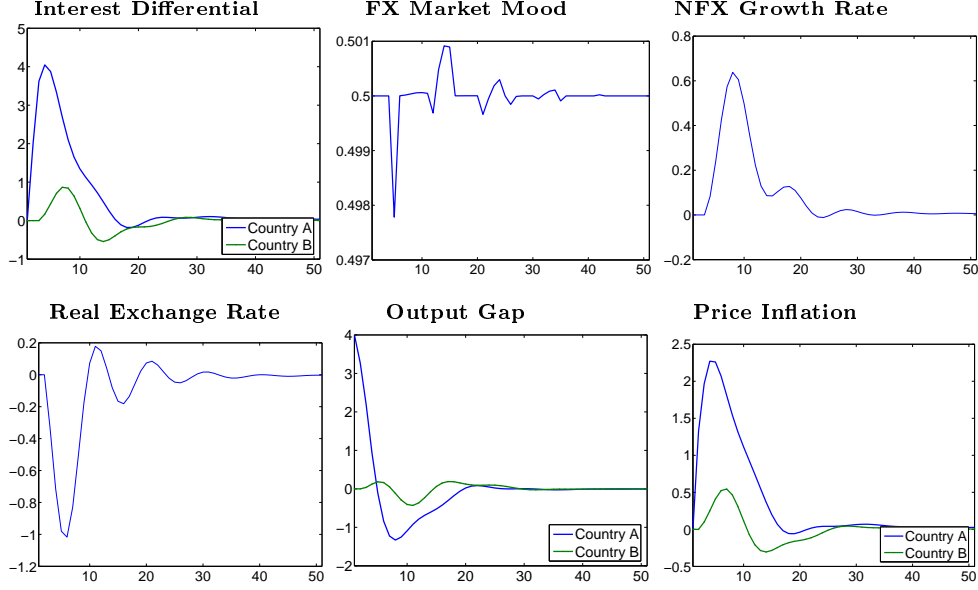 Interest Differential
5
4
3
2
1
0
−1
10 20 30 40 50
Country A
Country B
FX Market Mood
0.501
0.5
0.499
0.498
0.497
10 20 30 40 50
NFX Growth Rate
0.8
0.6
0.4
0.2
0
−0.2
10 20 30 40 50
Real Exchange Rate
0.2
0
−0.2
−0.4
−0.6
−0.8
−1
−1.2
10 20 30 40 50
Output Gap
4
3
2
1
0
−1
−2
10 20 30 40 50
Country A
Country B
Price Inflation
2.5
2
1.5
1
0.5
0
−0.5
10 20 30 40 50
Country A
Country B